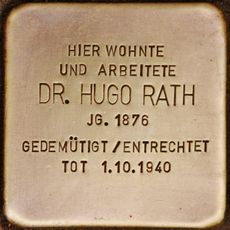 HIER WOHNTE
UND ARBEITETE
DR. HUGO RATH
JG. 1876
GEDEMÜTIGT/ENTRECHTET
TOT 1.10.1940